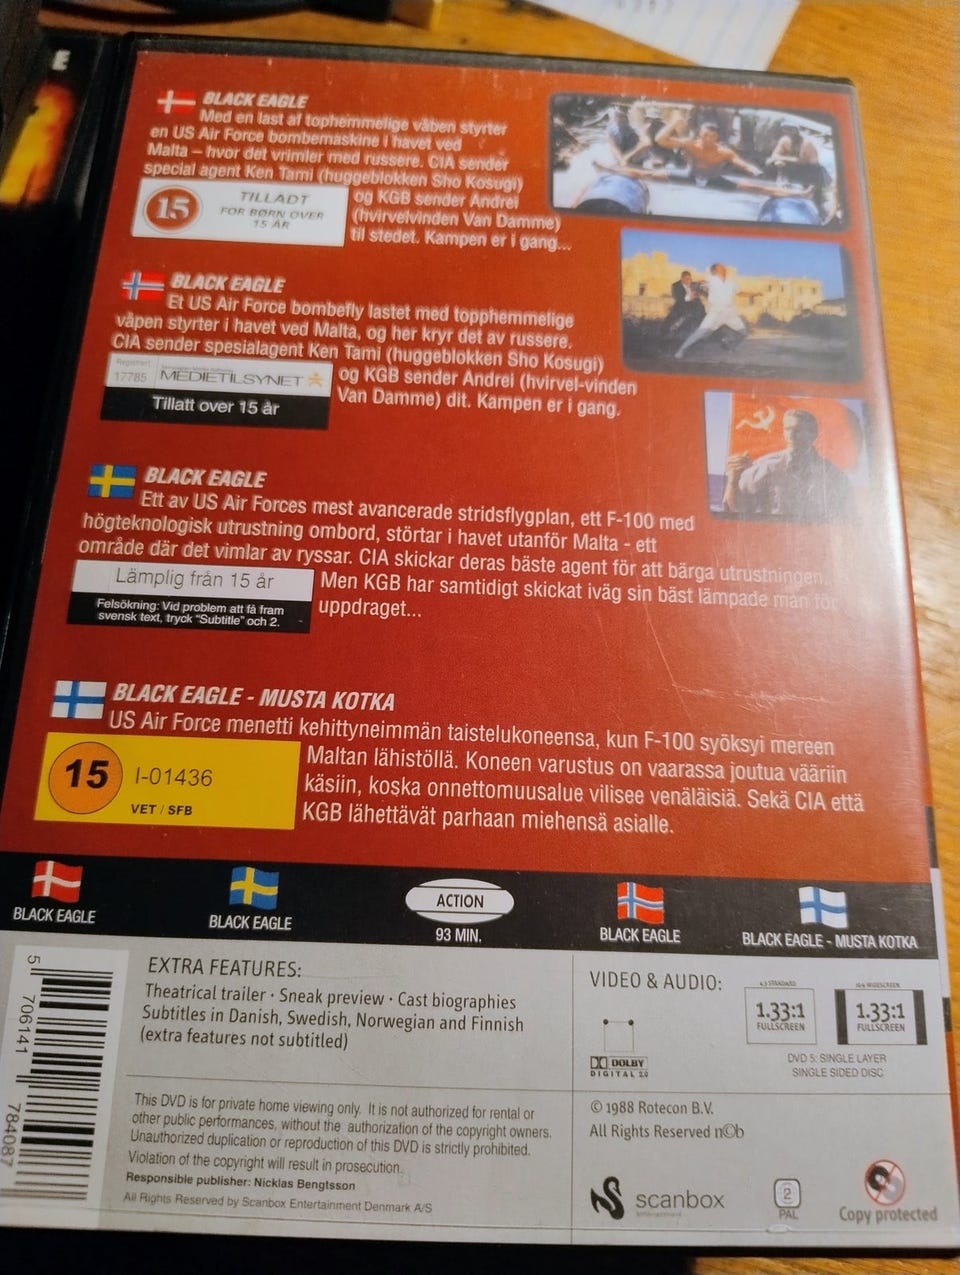 E
BLACK EAGLE
Med en last af tophemmelige våben styrter
en US Air Force bombemaskine i havet ved
Malta – hvor det vrimler med russere. CIA sender
special agent Ken Tami (huggeblokken Sho Kosugi)
og KGB sender Andrei
(hvirvelvinden Van Damme)
til stedet. Kampen er i gang...
15
TILLADT
FOR BØRN OVER
15 ÅR
BLACK EAGLE
Et US Air Force bombefly lastet med topphemmelige
våpen styrter i havet ved Malta, og her kryr det av russere.
CIA sender spesialagent Ken Tami (huggeblokken Sho Kosugi)
og KGB sender Andrei (hvirvel-vinden
Van Damme) dit. Kampen er i gang.
Registrert
17785
MEDIETILSYNET
Tillatt over 15 år
BLACK EAGLE
Ett av US Air Forces mest avancerade stridsflygplan, ett F-100 med
högteknologisk utrustning ombord, störtar i havet utanför Malta - ett
område där det vimlar av ryssar. CIA skickar deras bäste agent för att bärga utrustningen.
Men KGB har samtidigt skickat iväg sin bäst lämpade man för
uppdraget...
Lämplig från 15 år
Felsökning: Vid problem att få fram
svensk text, tryck "Subtitle" och 2.
BLACK EAGLE - MUSTA KOTKA
US Air Force menetti kehittyneimmän taistelukoneensa, kun F-100 syöksyi mereen
Maltan lähistöllä. Koneen varustus on vaarassa joutua vääriin
käsiin, koska onnettomuusalue vilisee venäläisiä. Sekä CIA että
KGB lähettävät parhaan miehensä asialle.
15
I-01436
VET / SFB
BLACK EAGLE
BLACK EAGLE
ACTION
93 MIN.
BLACK EAGLE
BLACK EAGLE - MUSTA KOTKA
5 706141 784087
EXTRA FEATURES:
Theatrical trailer · Sneak preview · Cast biographies
Subtitles in Danish, Swedish, Norwegian and Finnish
(extra features not subtitled)
VIDEO & AUDIO:
DOLBY
DIGITAL 2.0
4:3 STANDARD
1.33:1
FULLSCREEN
16:9 WIDESCREEN
1.33:1
FULLSCREEN
DVD 5: SINGLE LAYER
SINGLE SIDED DISC
This DVD is for private home viewing only. It is not authorized for rental or
other public performances, without the authorization of the copyright owners.
Unauthorized duplication or reproduction of this DVD is strictly prohibited.
Violation of the copyright will result in prosecution.
Responsible publisher: Nicklas Bengtsson
All Rights Reserved by Scanbox Entertainment Denmark A/S
© 1988 Rotecon B.V.
All Rights Reserved n©b
scanbox
2
PAL
Copy protected